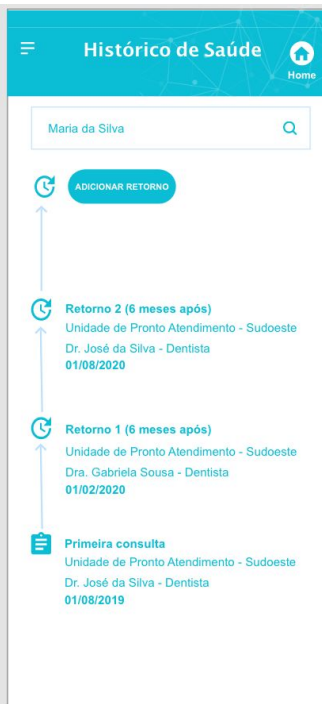 Histórico de Saúde
Home
Maria da Silva
ADICIONAR RETORNO
Retorno 2 (6 meses após)
Unidade de Pronto Atendimento - Sudoeste
Dr. José da Silva - Dentista
01/08/2020
Retorno 1 (6 meses após)
Unidade de Pronto Atendimento - Sudoeste
Dra. Gabriela Sousa - Dentista
01/02/2020
Primeira consulta
Unidade de Pronto Atendimento - Sudoeste
Dr. José da Silva - Dentista
01/08/2019